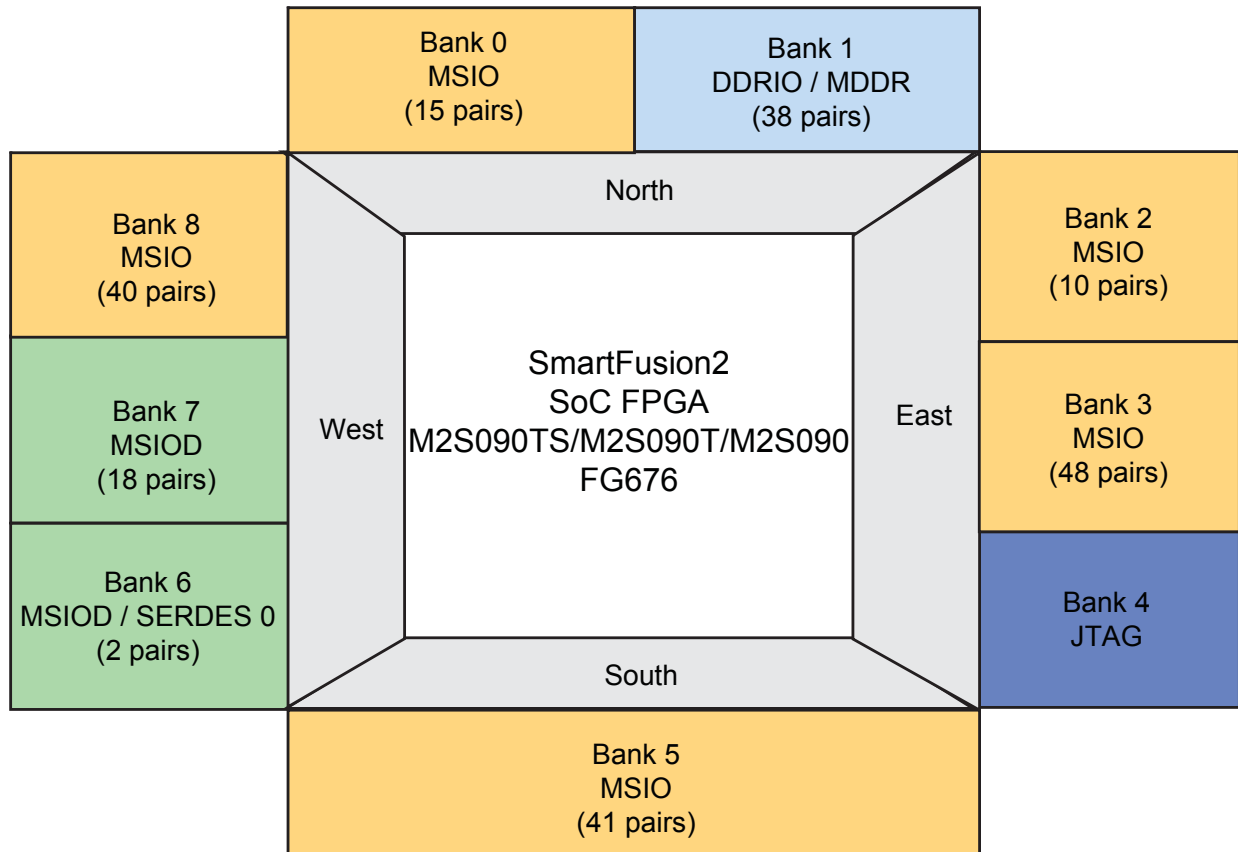 Bank 0
MSIO
(15 pairs)
Bank 1
DDRIO / MDDR
(38 pairs)
North
Bank 8
MSIO
(40 pairs)
Bank 2
MSIO
(10 pairs)
Bank 7
MSIOD
(18 pairs)
West
SmartFusion2
SoC FPGA
M2S090TS/M2S090T/M2S090
FG676
East
Bank 3
MSIO
(48 pairs)
Bank 6
MSIOD / SERDES 0
(2 pairs)
Bank 4
JTAG
South
Bank 5
MSIO
(41 pairs)